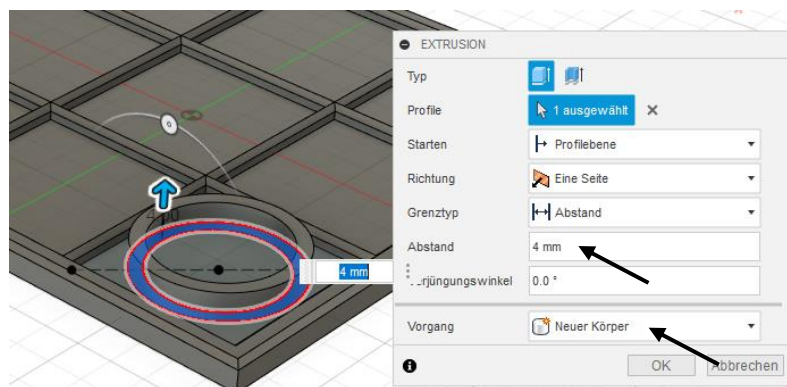 EXTRUSION
Typ
Profile 1 ausgewählt
Starten Profilebene
Richtung Eine Seite
Grenztyp Abstand
Abstand 4 mm
4 mm
0.0 °
Vorgang Neuer Körper
OK Abbrechen